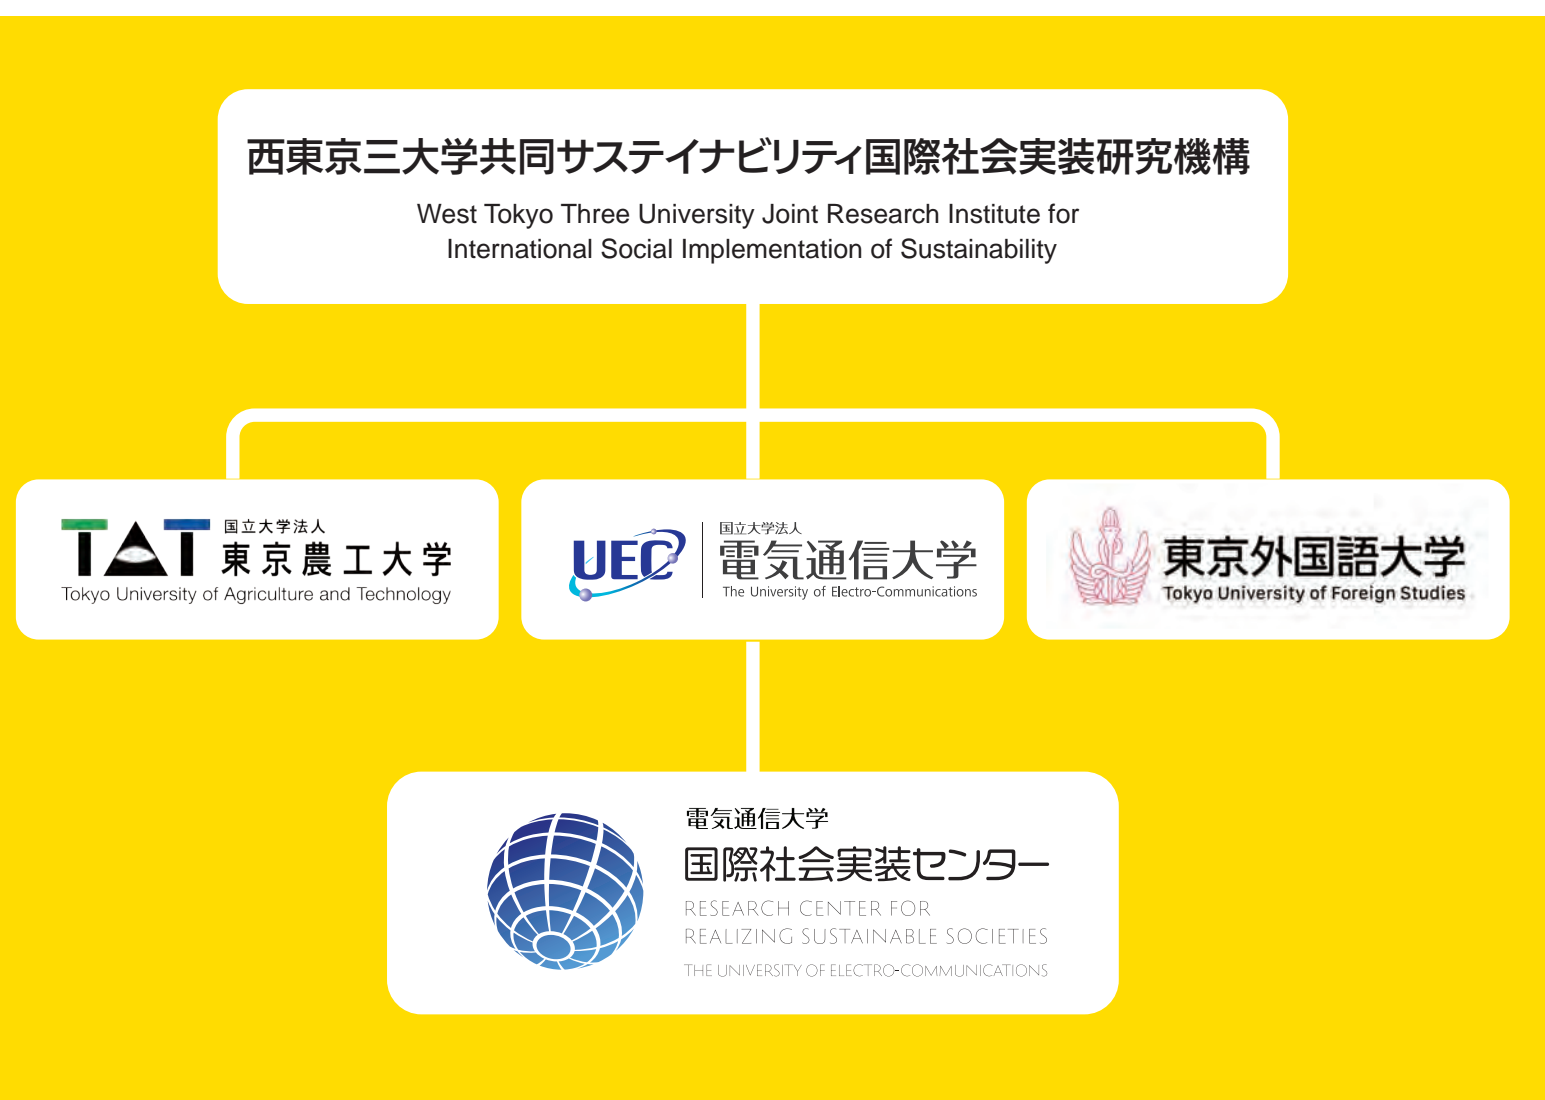 西東京三大学共同サステイナビリティ国際社会実装研究機構
West Tokyo Three University Joint Research Institute for
International Social Implementation of Sustainability
TAT
国立大学法人
東京農工大学
Tokyo University of Agriculture and Technology
UEC
国立大学法人
電気通信大学
The University of Electro-Communications
東京外国語大学
Tokyo University of Foreign Studies
電気通信大学
国際社会実装センター
RESEARCH CENTER FOR
REALIZING SUSTAINABLE SOCIETIES
THE UNIVERSITY OF ELECTRO-COMMUNICATIONS